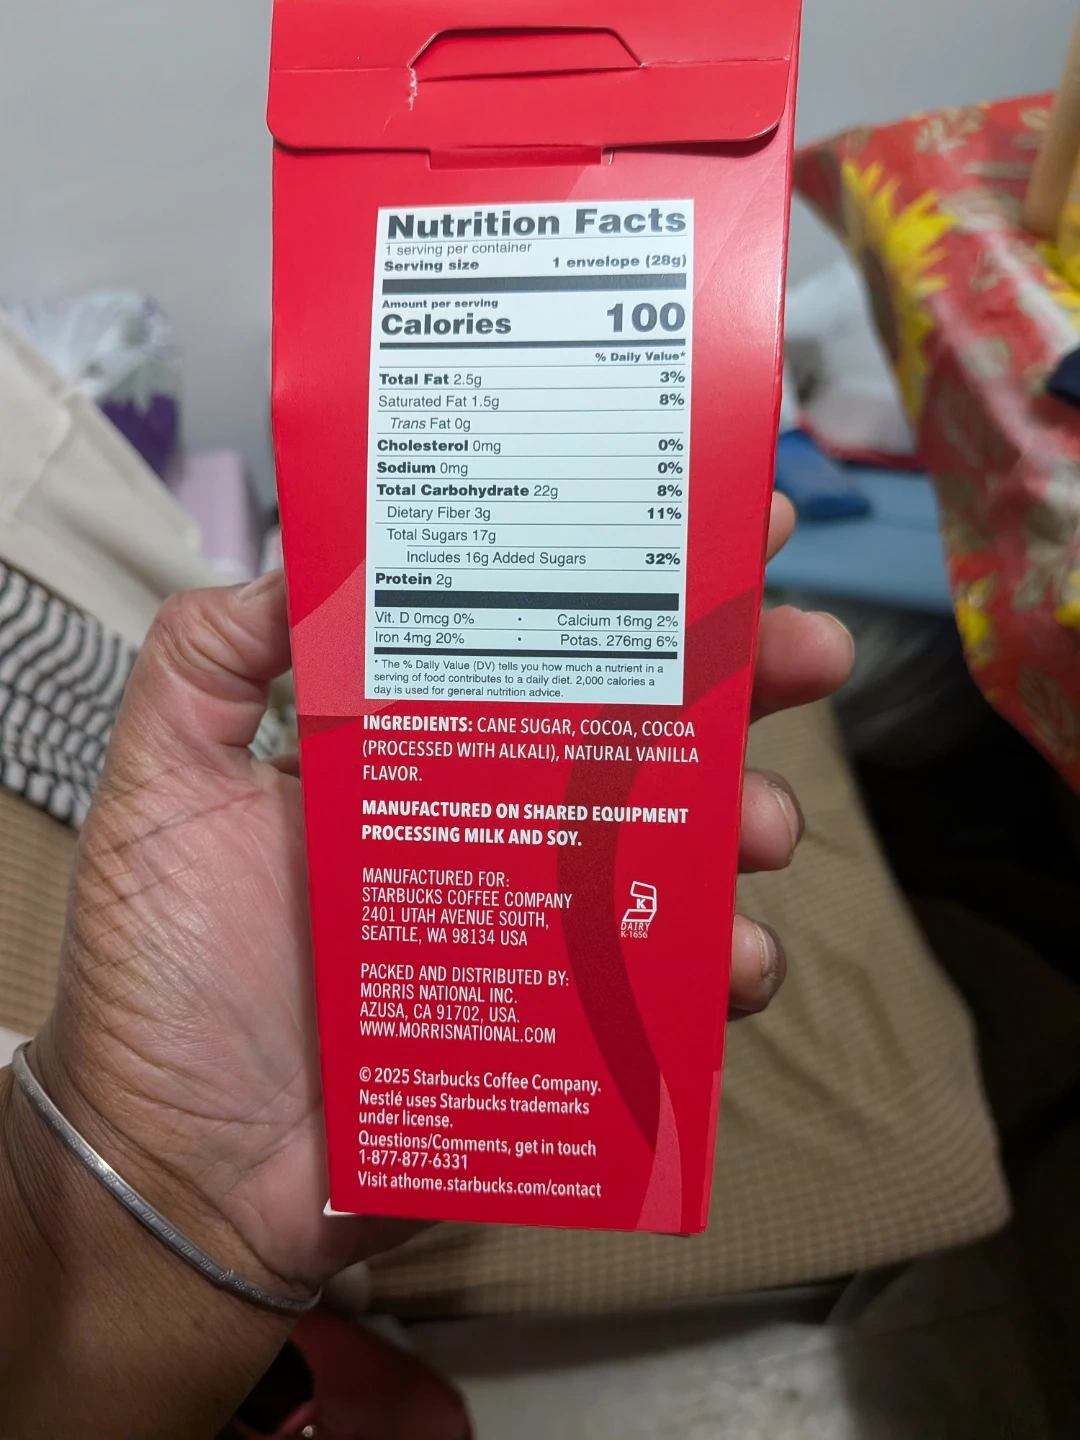 Nutrition Facts
1 serving per container
Serving size 1 envelope (28g)
Amount per serving
Calories 100
% Daily Value*
Total Fat 2.5g 3%
Saturated Fat 1.5g 8%
Trans Fat 0g
Cholesterol 0mg 0%
Sodium 0mg 0%
Total Carbohydrate 22g 8%
Dietary Fiber 3g 11%
Total Sugars 17g
Includes 16g Added Sugars 32%
Protein 2g
Vit. D 0mcg 0% • Calcium 16mg 2%
Iron 4mg 20% • Potas. 276mg 6%
* The % Daily Value (DV) tells you how much a nutrient in a
serving of food contributes to a daily diet. 2,000 calories a
day is used for general nutrition advice.
INGREDIENTS: CANE SUGAR, COCOA, COCOA
(PROCESSED WITH ALKALI), NATURAL VANILLA
FLAVOR.
MANUFACTURED ON SHARED EQUIPMENT
PROCESSING MILK AND SOY.
MANUFACTURED FOR:
STARBUCKS COFFEE COMPANY
2401 UTAH AVENUE SOUTH,
SEATTLE, WA 98134 USA
K
DAIRY
K-1656
PACKED AND DISTRIBUTED BY:
MORRIS NATIONAL INC.
AZUSA, CA 91702, USA.
WWW.MORRISNATIONAL.COM
© 2025 Starbucks Coffee Company.
Nestlé uses Starbucks trademarks
under license.
Questions/Comments, get in touch
1-877-877-6331
Visit athome.starbucks.com/contact